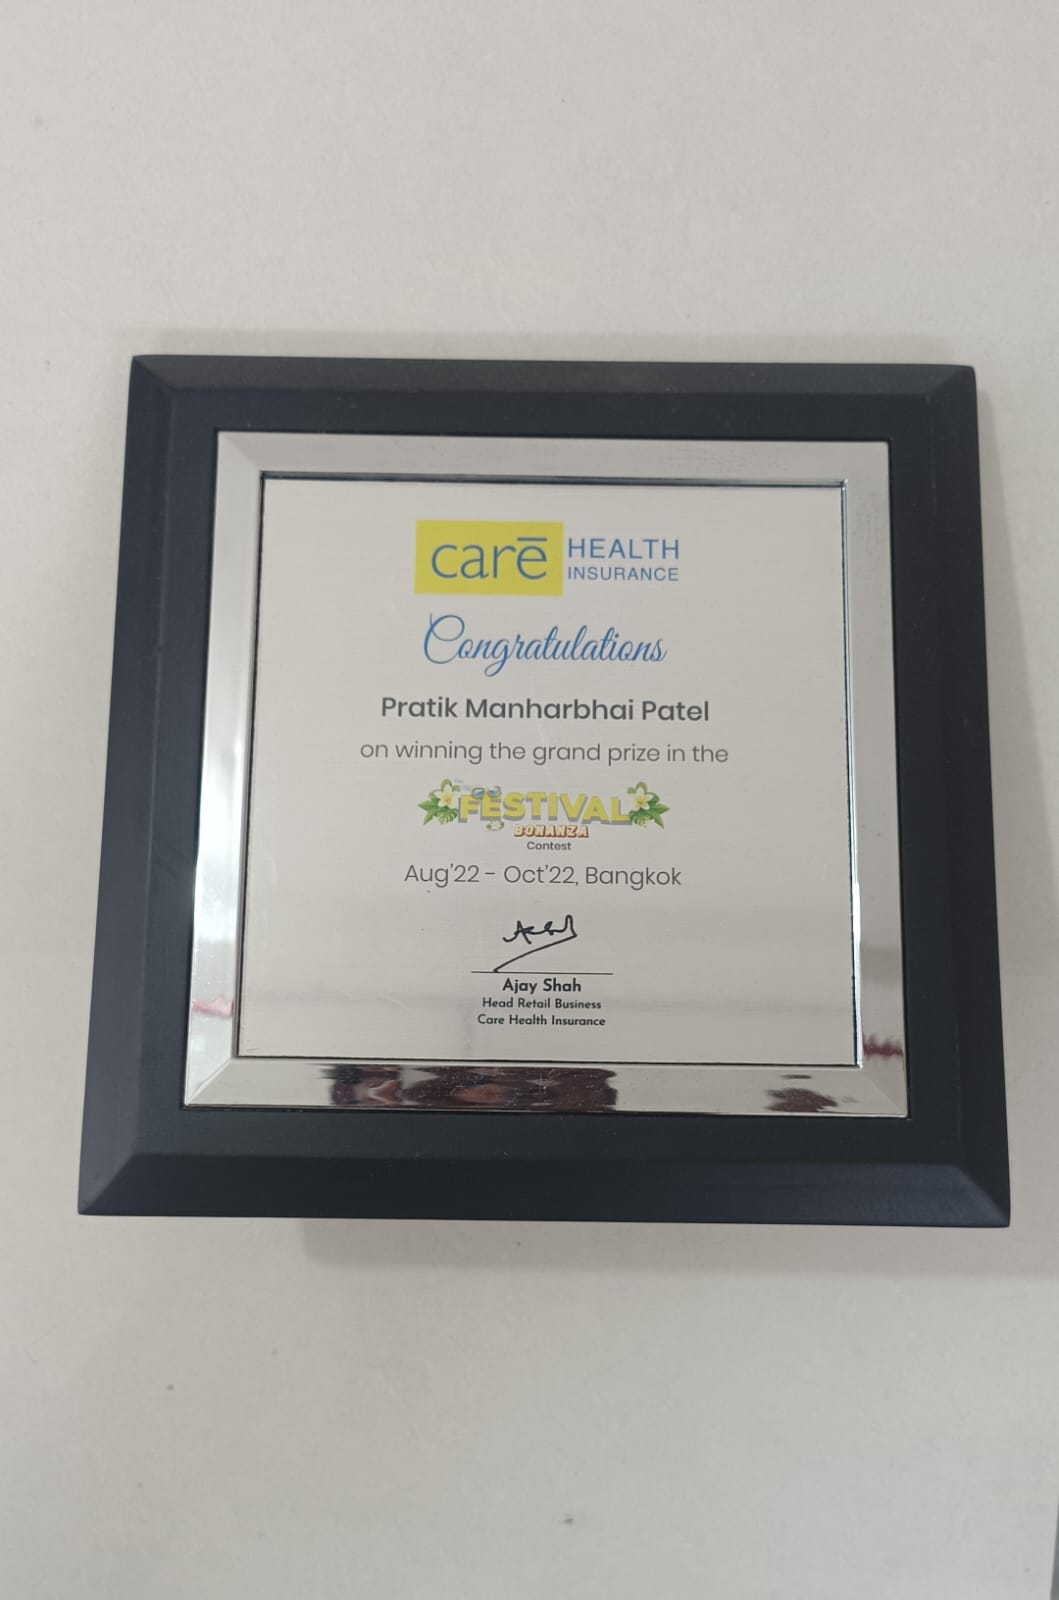 carē HEALTH INSURANCE
Congratulations
Pratik Manharbhai Patel
on winning the grand prize in the
FESTIVAL
BONANZA
Contest
Aug'22 - Oct'22, Bangkok
Ajay Shah
Head Retail Business
Care Health Insurance